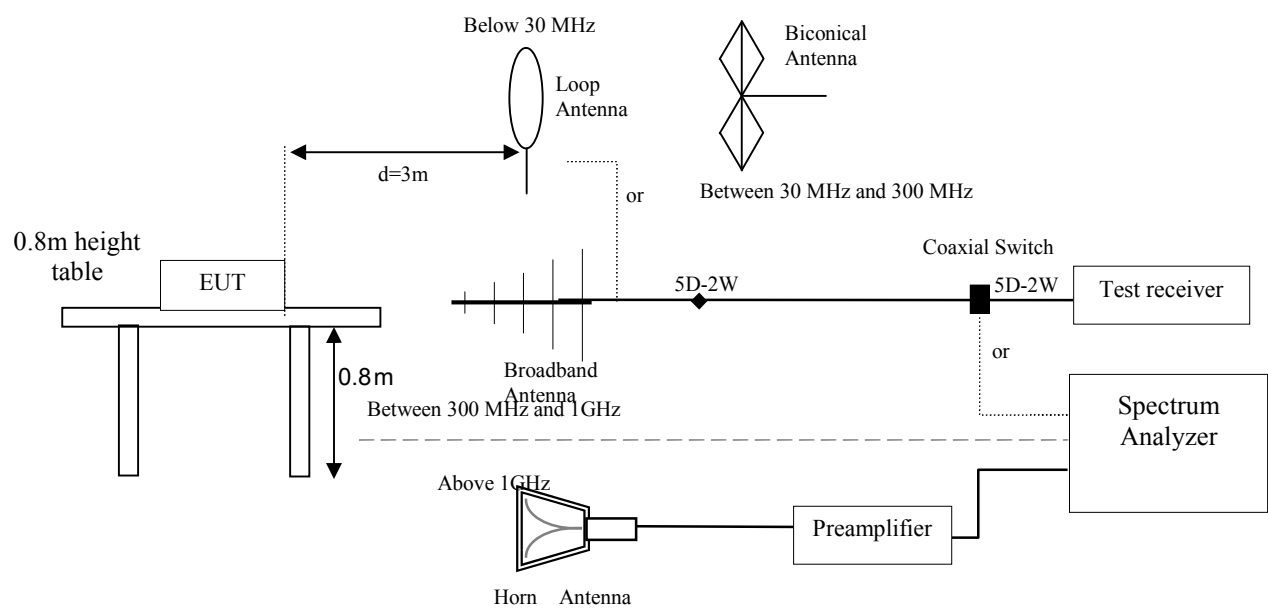 Below 30 MHz
Biconical
Antenna
Loop
Antenna
d=3m
or
Between 30 MHz and 300 MHz
0.8m height
table
EUT
Coaxial Switch
5D-2W
5D-2W
Test receiver
or
Broadband
Antenna
0.8m
Between 300 MHz and 1GHz
Spectrum
Analyzer
Above 1GHz
Preamplifier
Horn Antenna